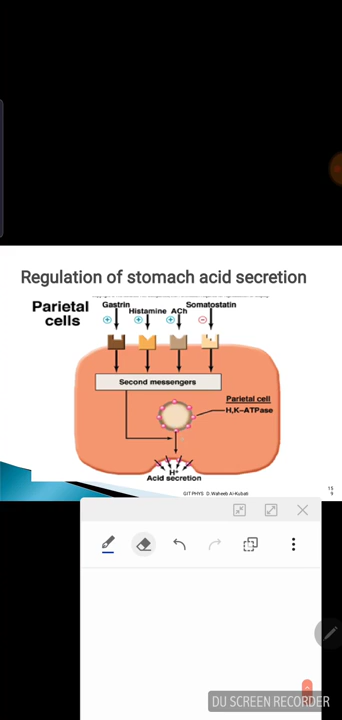 Regulation of stomach acid secretion
Parietal
cells
Gastrin
Histamine
ACh
Somatostatin
Second messengers
Parietal cell
H,K–ATPase
H+
Acid secretion
GIT PHYS D.Waheeb Al-Kubati
15
9
DU SCREEN RECORDER